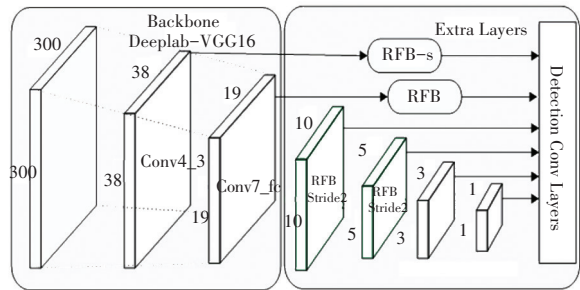 Backbone
Deeplab-VGG16
300
38
19
300
38
19
Conv4_3
Conv7_fc
Extra Layers
RFB-s
RFB
10
5
3
1
10
5
3
1
RFB
Stride2
RFB
Stride2
Detection Conv Layers